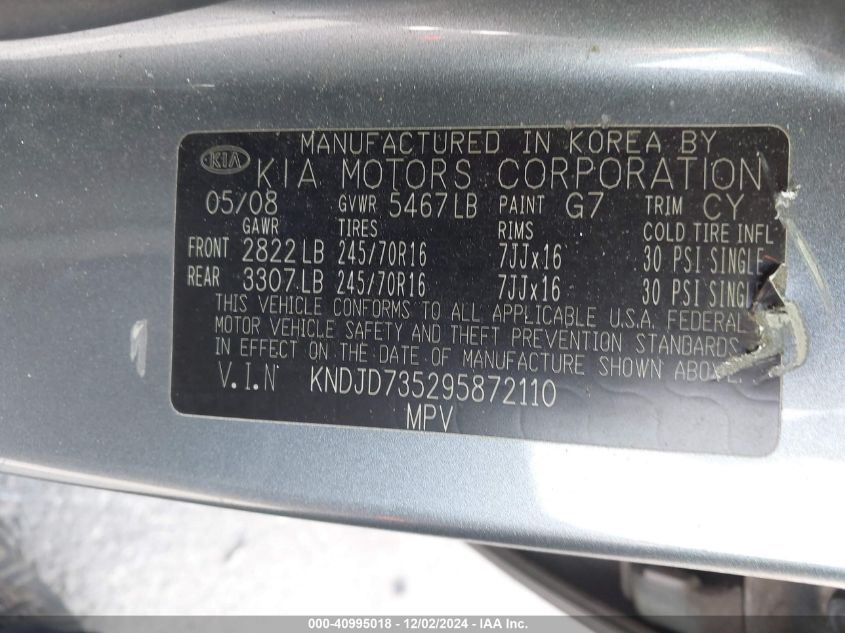 MANUFACTURED IN KOREA BY
KIA KIA MOTORS CORPORATION
05/08 GVWR 5467LB PAINT G7 TRIM CY
GAWR TIRES RIMS COLD TIRE INFL
FRONT 2822LB 245/70R16 7JJx16 30 PSI SINGLE
REAR 3307LB 245/70R16 7JJx16 30 PSI SINGL
THIS VEHICLE CONFORMS TO ALL APPLICABLE U.S.A. FEDERAL
MOTOR VEHICLE SAFETY AND THEFT PREVENTION STANDARDS
IN EFFECT ON THE DATE OF MANUFACTURE SHOWN ABOVE.
V.I.N KNDJD735295872110
MPV
000-40995018 - 12/02/2024 - IAA Inc.